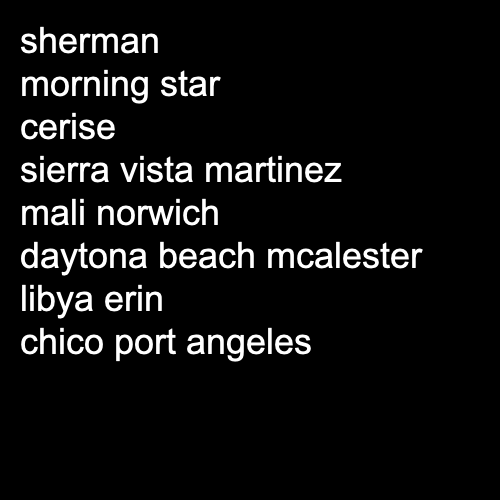 sherman
morning star
cerise
sierra vista martinez
mali norwich
daytona beach mcalester
libya erin
chico port angeles